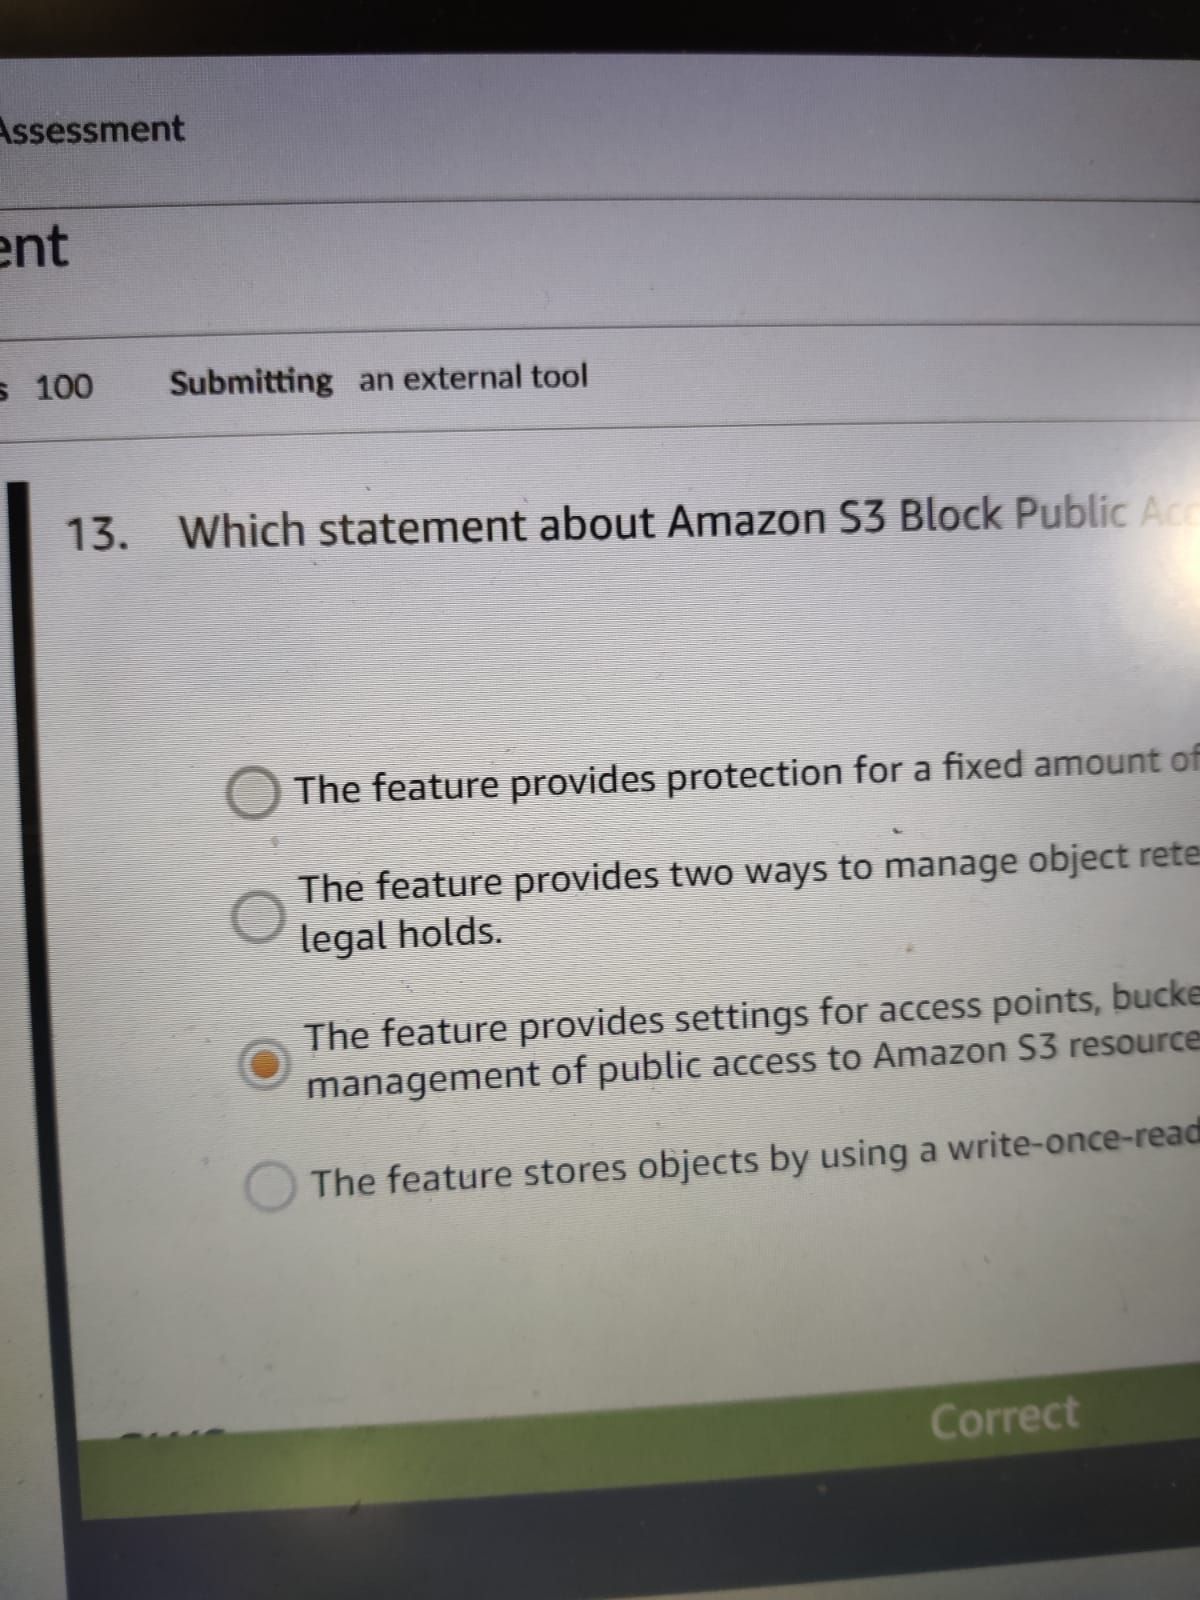 Assessment
ent
s 100 Submitting an external tool
13. Which statement about Amazon S3 Block Public Acc
The feature provides protection for a fixed amount of
The feature provides two ways to manage object rete
legal holds.
The feature provides settings for access points, bucke
management of public access to Amazon S3 resource
The feature stores objects by using a write-once-read
Correct